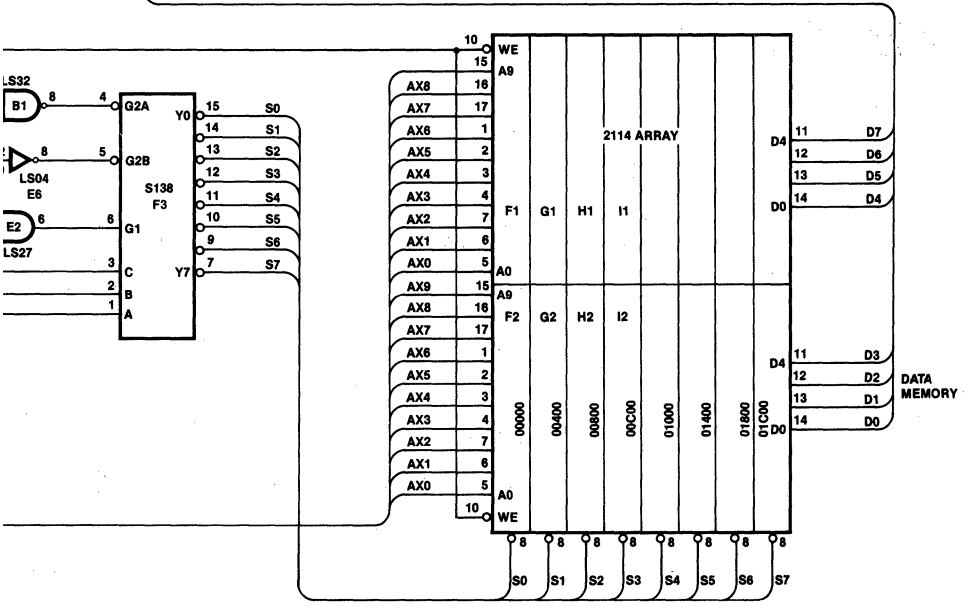 LS32
B1
8
4
G2A
8
5
G2B
LS04
E6
E2
6
6
G1
LS27
3
C
2
B
1
A
S138
F3
Y0
15
S0
14
S1
13
S2
12
S3
11
S4
10
S5
9
S6
Y7
7
S7
10
WE
15
A9
AX8
16
AX7
17
AX6
1
AX5
2
AX4
3
AX3
4
AX2
7
AX1
6
AX0
5
A0
AX9
15
A9
AX8
16
AX7
17
AX6
1
AX5
2
AX4
3
AX3
4
AX2
7
AX1
6
AX0
5
A0
10
WE
2114 ARRAY
F1
G1
H1
I1
F2
G2
H2
I2
00000
00400
00800
00C00
01000
01400
01800
01C00
D4
11
D7
12
D6
13
D5
D0
14
D4
D4
11
D3
12
D2
13
D1
D0
14
D0
DATA
MEMORY
8
8
8
8
8
8
8
8
S0
S1
S2
S3
S4
S5
S6
S7